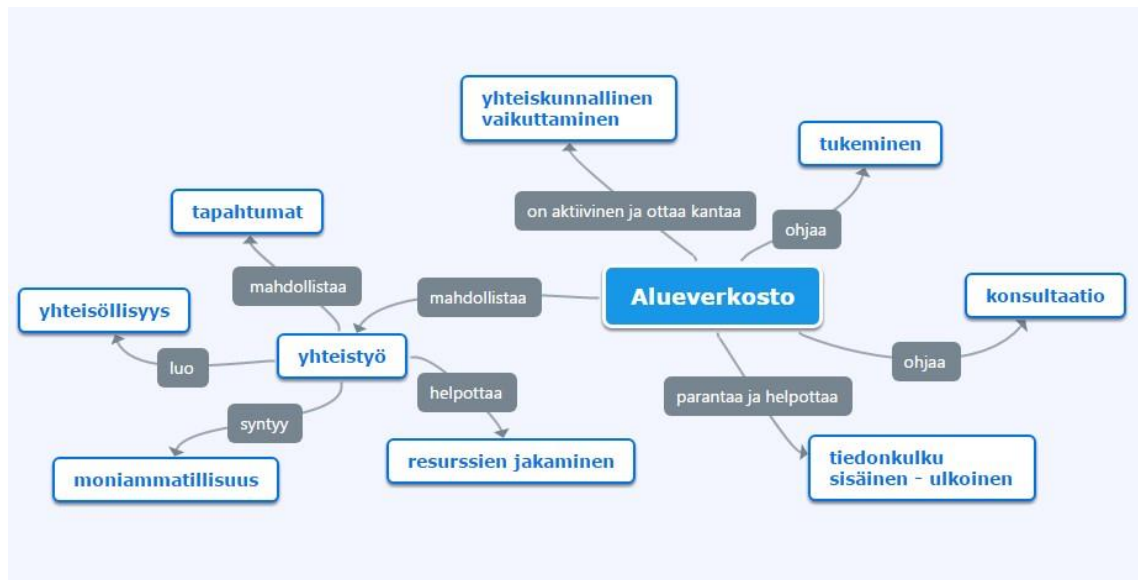 yhteiskunnallinen
vaikuttaminen
tukeminen
on aktiivinen ja ottaa kantaa
ohjaa
tapahtumat
mahdollistaa
mahdollistaa
Alueverkosto
konsultaatio
yhteisöllisyys
luo
yhteistyö
ohjaa
helpottaa
parantaa ja helpottaa
syntyy
resurssien jakaminen
tiedonkulku
sisäinen - ulkoinen
moniammatillisuus